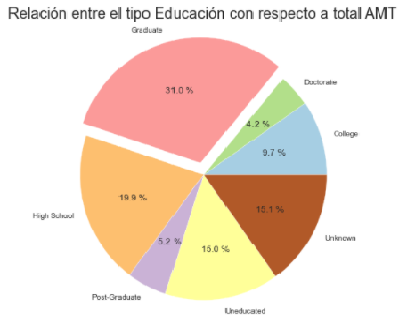 Relación entre el tipo Educación con respecto a total AMT
Graduate
Doctorate
31.0 %
4.2 %
College
9.7 %
19.9 %
15.1 %
High School
5.2 %
15.0 %
Unknown
Post-Graduate
Uneducated